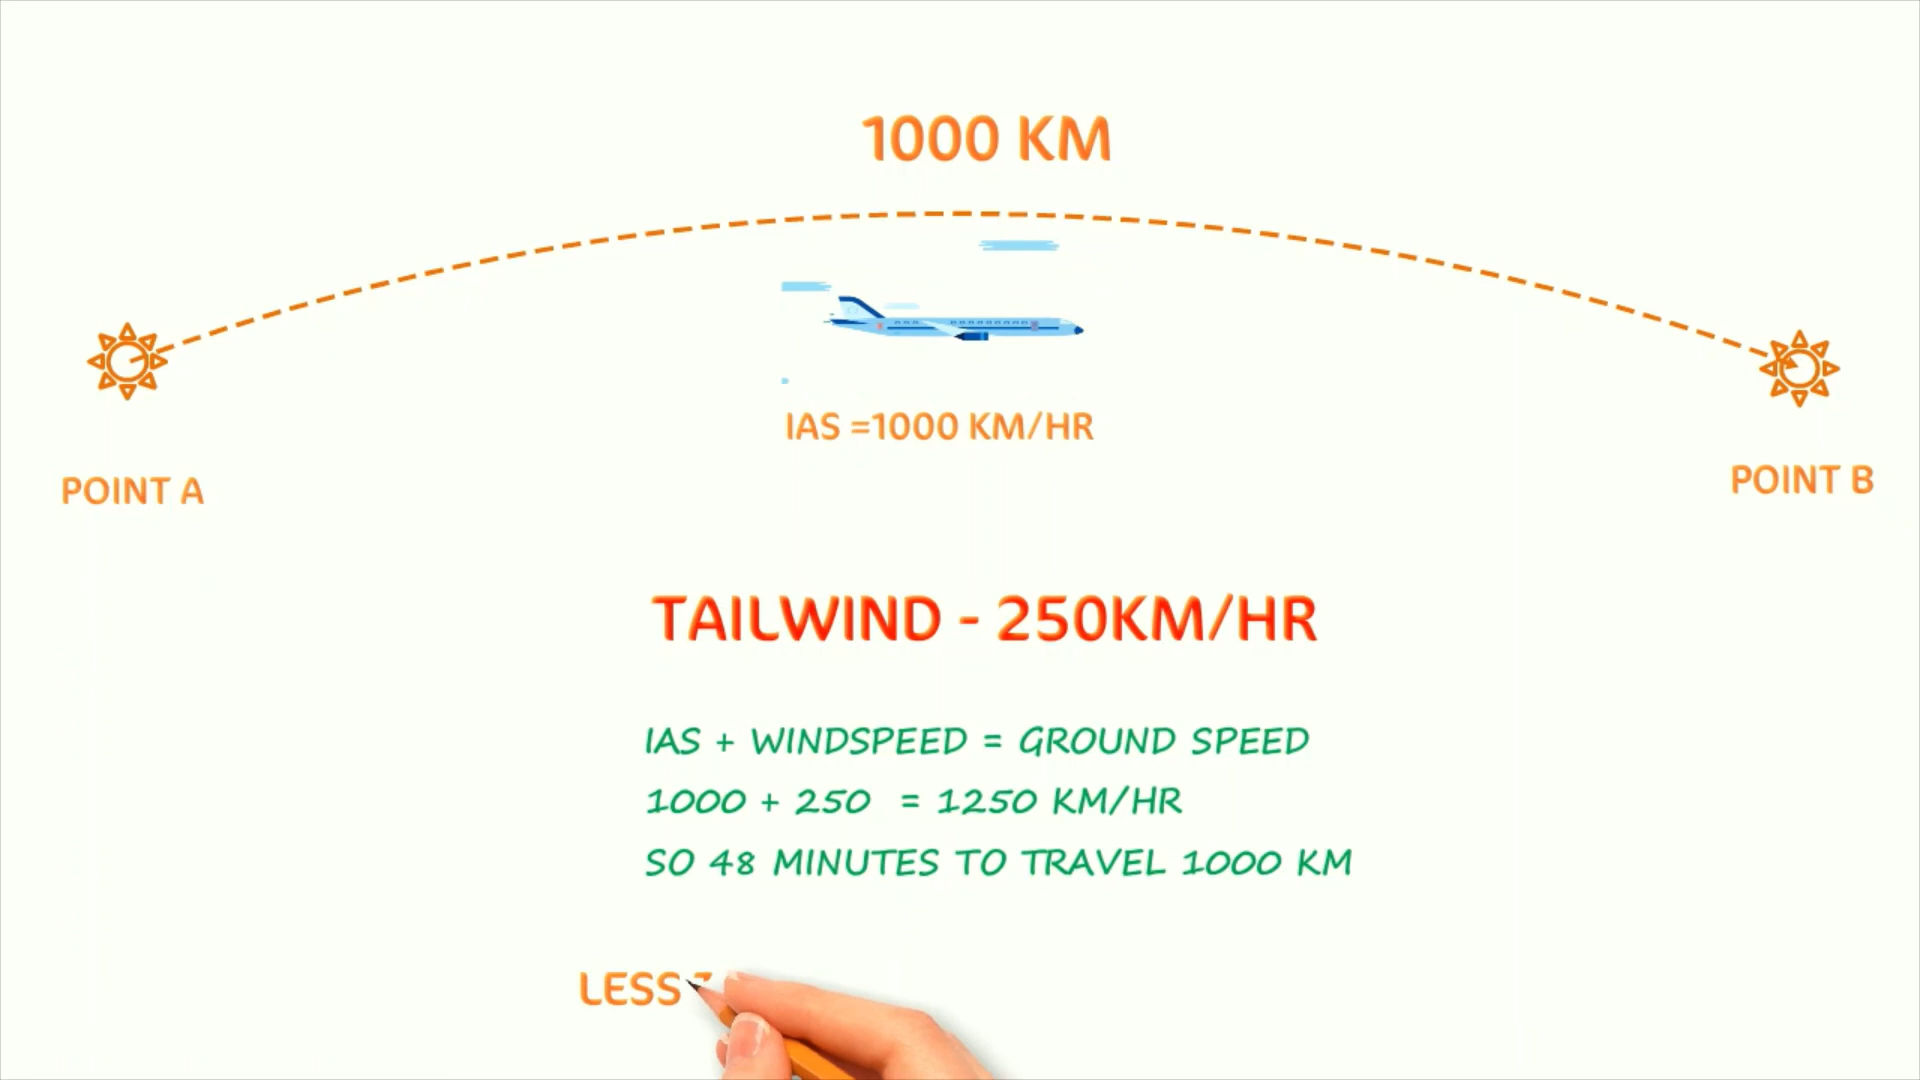 1000 KM
IAS =1000 KM/HR
POINT A
POINT B
TAILWIND - 250KM/HR
IAS + WINDSPEED = GROUND SPEED
1000 + 250 = 1250 KM/HR
SO 48 MINUTES TO TRAVEL 1000 KM
LESS